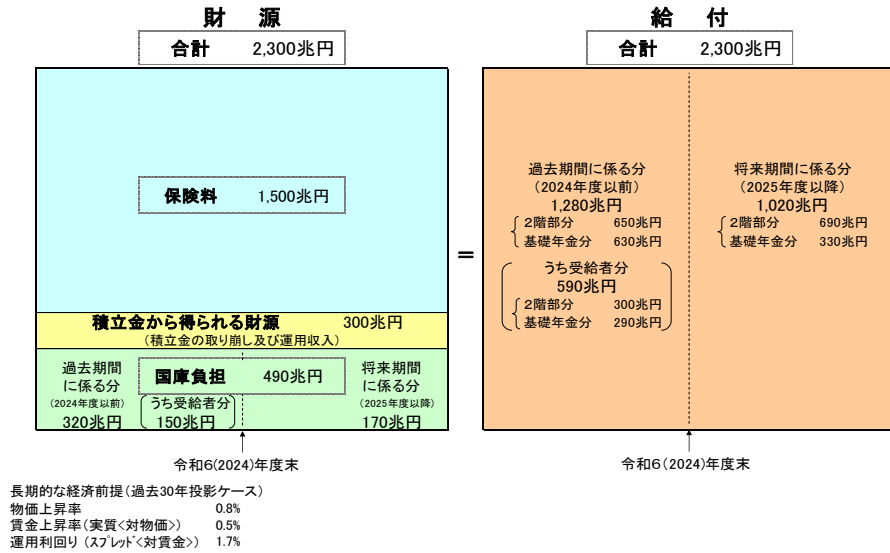 財　源
合計　2,300兆円
保険料　1,500兆円
積立金から得られる財源　300兆円
(積立金の取り崩し及び運用収入)
国庫負担　490兆円
過去期間
に係る分
(2024年度以前)
320兆円
うち受給者分
150兆円
将来期間
に係る分
(2025年度以降)
170兆円
令和6(2024)年度末
＝
給　付
合計　2,300兆円
過去期間に係る分
(2024年度以前)
1,280兆円
2階部分　650兆円
基礎年金分　630兆円
うち受給者分
590兆円
2階部分　300兆円
基礎年金分　290兆円
将来期間に係る分
(2025年度以降)
1,020兆円
2階部分　690兆円
基礎年金分　330兆円
令和6(2024)年度末
長期的な経済前提(過去30年投影ケース)
物価上昇率　0.8%
賃金上昇率(実質<対物価>)　0.5%
運用利回り(ｽﾌﾟﾚｯﾄﾞ<対賃金>)　1.7%